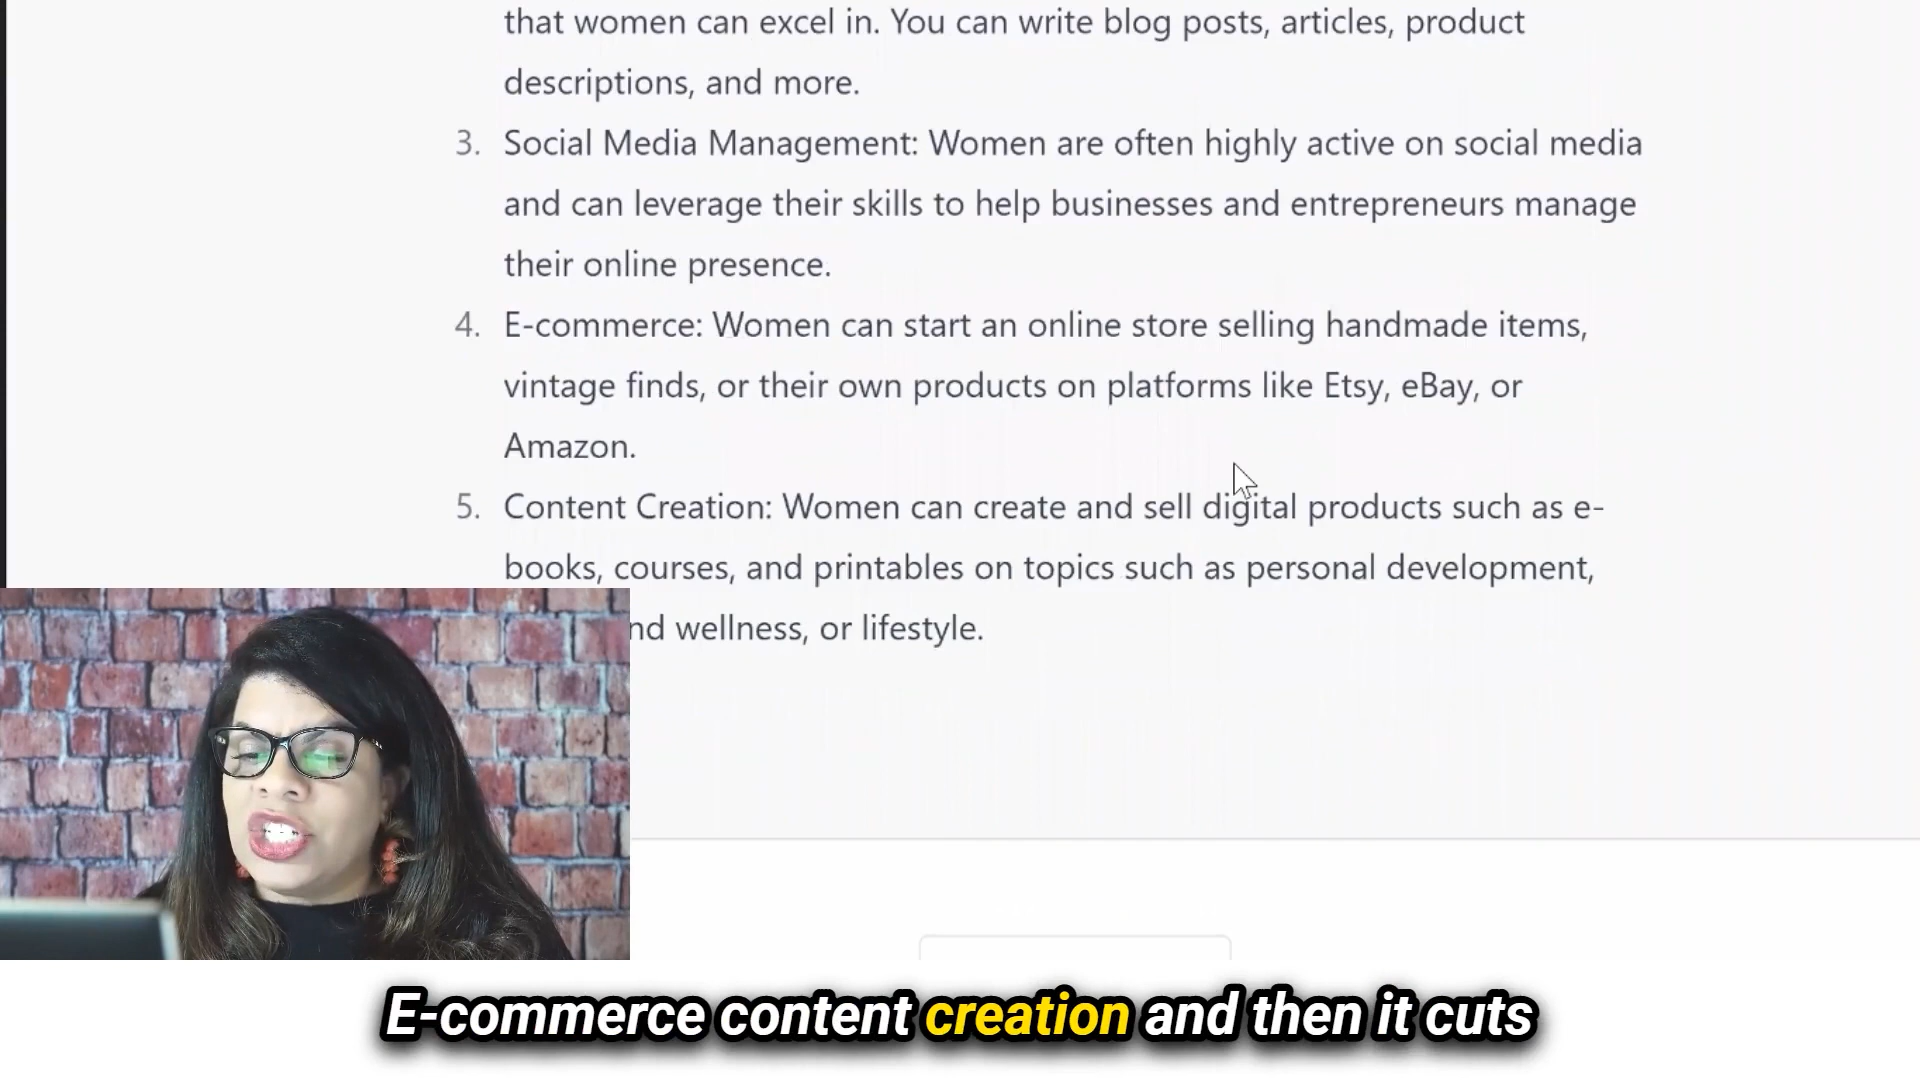 that women can excel in. You can write blog posts, articles, product
descriptions, and more.
3. Social Media Management: Women are often highly active on social media
and can leverage their skills to help businesses and entrepreneurs manage
their online presence.
4. E-commerce: Women can start an online store selling handmade items,
vintage finds, or their own products on platforms like Etsy, eBay, or
Amazon.
5. Content Creation: Women can create and sell digital products such as e-
books, courses, and printables on topics such as personal development,
nd wellness, or lifestyle.
E-commerce content creation and then it cuts